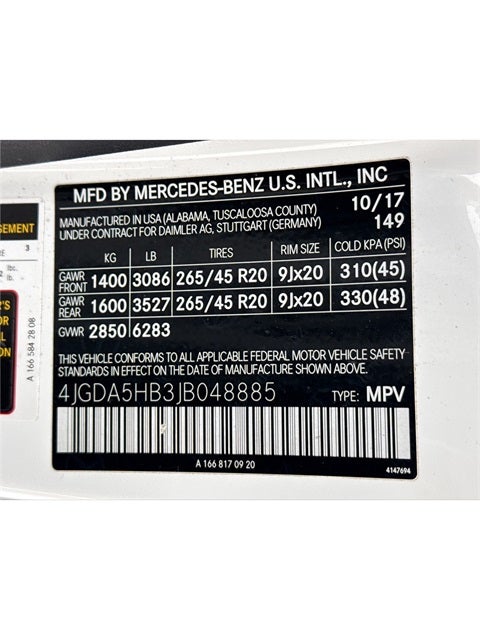 MFD BY MERCEDES-BENZ U.S. INTL., INC
MANUFACTURED IN USA (ALABAMA, TUSCALOOSA COUNTY) 10/17
UNDER CONTRACT FOR DAIMLER AG, STUTTGART (GERMANY) 149
KG LB TIRES RIM SIZE COLD KPA (PSI)
GAWR FRONT 1400 3086 265/45 R20 9Jx20 310(45)
GAWR REAR 1600 3527 265/45 R20 9Jx20 330(48)
GWR 2850 6283
THIS VEHICLE CONFORMS TO ALL APPLICABLE FEDERAL MOTOR VEHICLE SAFETY
STANDARDS IN EFFECT ON THE DATE OF MANUFACTURE SHOWN ABOVE.
4JGDA5HB3JB048885 TYPE: MPV
A 166 817 09 20 4147694
3
lbc.
lb.
A 166 584 28 08